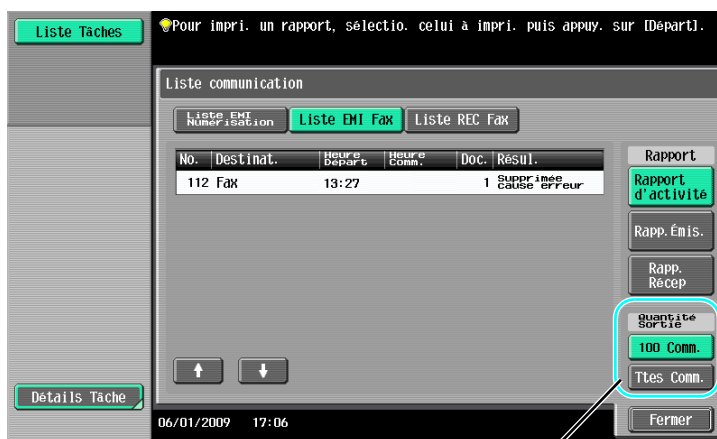 Liste Tâches
Pour impri. un rapport, sélectio. celui à impri. puis appuy. sur [Départ].
Liste communication
Liste EMI
Numérisation
Liste EMI Fax
Liste REC Fax
No. Destinat. Heure Départ Heure Comm. Doc. Résul.
112 Fax 13:27 1 Supprimée cause erreur
Rapport
Rapport
d'activité
Rapp.Émis.
Rapp.
Récep
Quantité
Sortie
100 Comm.
Ttes Comm.
Détails Tâche
06/01/2009 17:06
Fermer